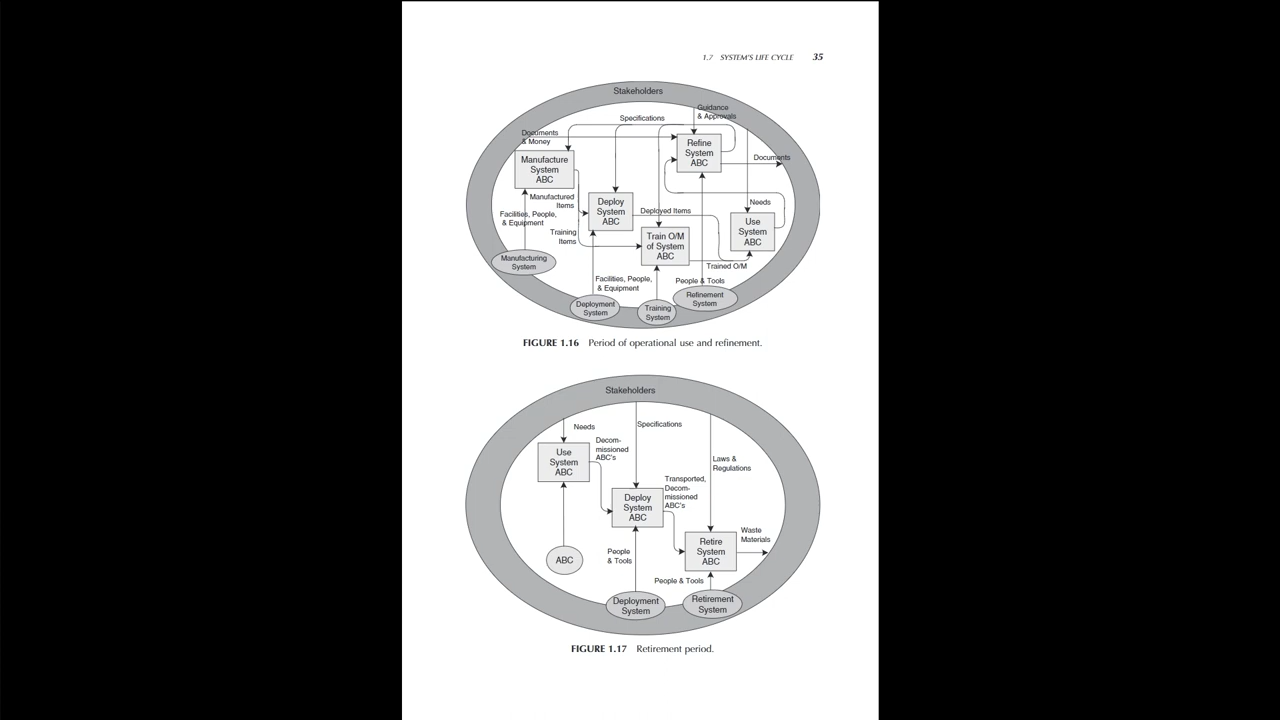 1.7 SYSTEM'S LIFE CYCLE 35
Stakeholders
Guidance
& Approvals
Specifications
Documents
& Money
Refine
System
ABC
Documents
Manufacture
System
ABC
Manufactured
Items
Deploy
System
ABC
Deployed Items
Needs
Use
System
ABC
Facilities, People,
& Equipment
Training
Items
Train O/M
of System
ABC
Trained O/M
Manufacturing
System
Facilities, People,
& Equipment
People & Tools
Deployment
System
Training
System
Refinement
System
FIGURE 1.16 Period of operational use and refinement.
Stakeholders
Needs
Specifications
Decom-
missioned
ABC's
Use
System
ABC
Laws &
Regulations
Transported,
Decom-
missioned
ABC's
Deploy
System
ABC
Waste
Materials
Retire
System
ABC
ABC
People
& Tools
People & Tools
Deployment
System
Retirement
System
FIGURE 1.17 Retirement period.